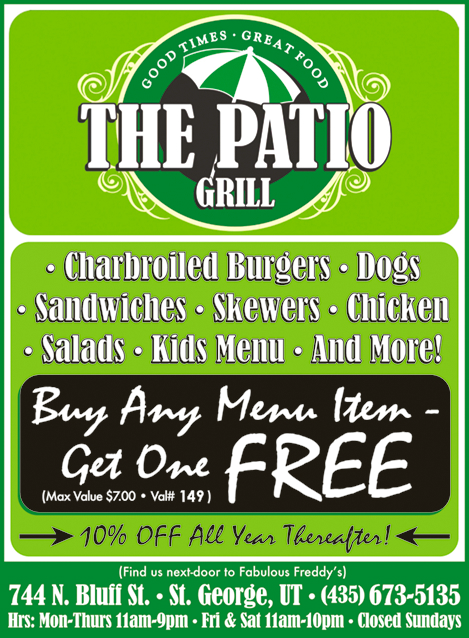 GOOD TIMES · GREAT FOOD
THE PATIO
GRILL
· Charbroiled Burgers · Dogs
· Sandwiches · Skewers · Chicken
· Salads · Kids Menu · And More!
Buy Any Menu Item -
Get One FREE
(Max Value $7.00 • Val# 149 )
10% OFF All Year Thereafter!
(Find us next-door to Fabulous Freddy's)
744 N. Bluff St. · St. George, UT · (435) 673-5135
Hrs: Mon-Thurs 11am-9pm · Fri & Sat 11am-10pm · Closed Sundays